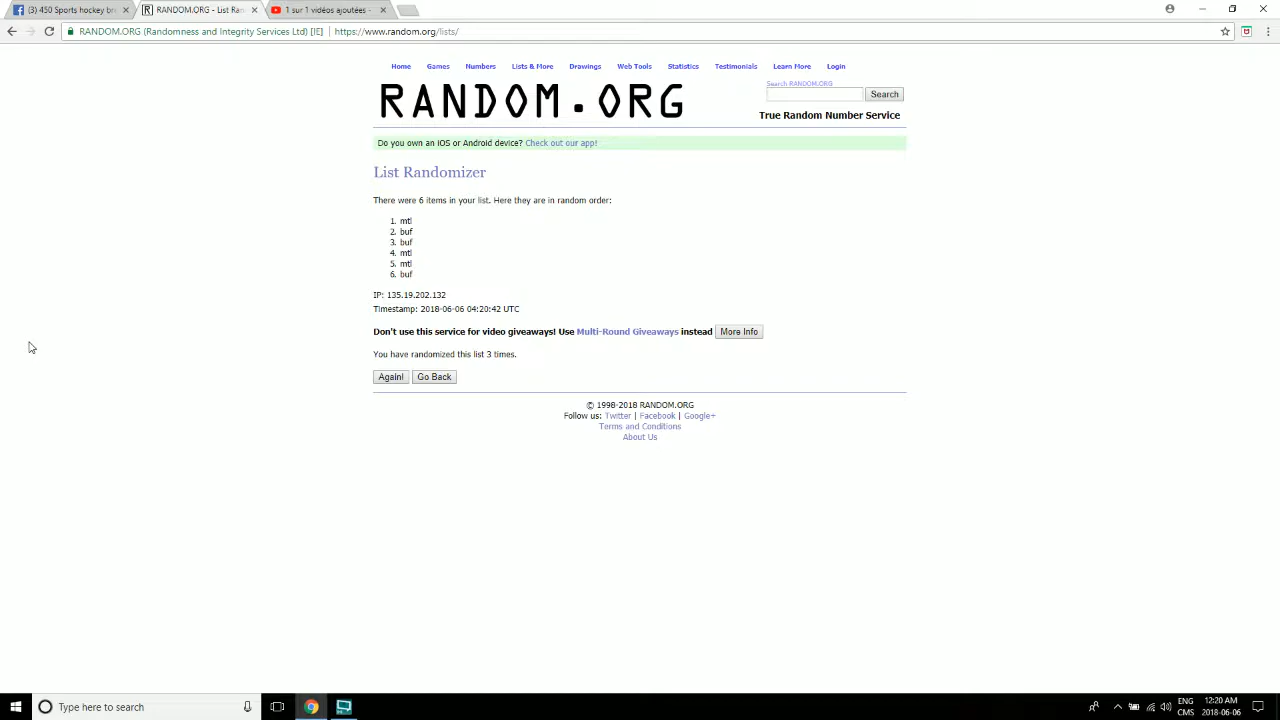 (3) 450 Sports hockey bre
RANDOM.ORG - List Ran
1 sur 1 vidéos ajoutées -
RANDOM.ORG (Randomness and Integrity Services Ltd) [IE] https://www.random.org/lists/
Home Games Numbers Lists & More Drawings Web Tools Statistics Testimonials Learn More Login
RANDOM.ORG
Search RANDOM.ORG
Search
True Random Number Service
Do you own an iOS or Android device? Check out our app!
List Randomizer
There were 6 items in your list. Here they are in random order:
1. mtl
2. buf
3. buf
4. mtl
5. mtl
6. buf
IP: 135.19.202.132
Timestamp: 2018-06-06 04:20:42 UTC
Don't use this service for video giveaways! Use Multi-Round Giveaways instead More Info
You have randomized this list 3 times.
Again! Go Back
© 1998-2018 RANDOM.ORG
Follow us: Twitter | Facebook | Google+
Terms and Conditions
About Us
Type here to search
ENG 12:20 AM
CMS 2018-06-06